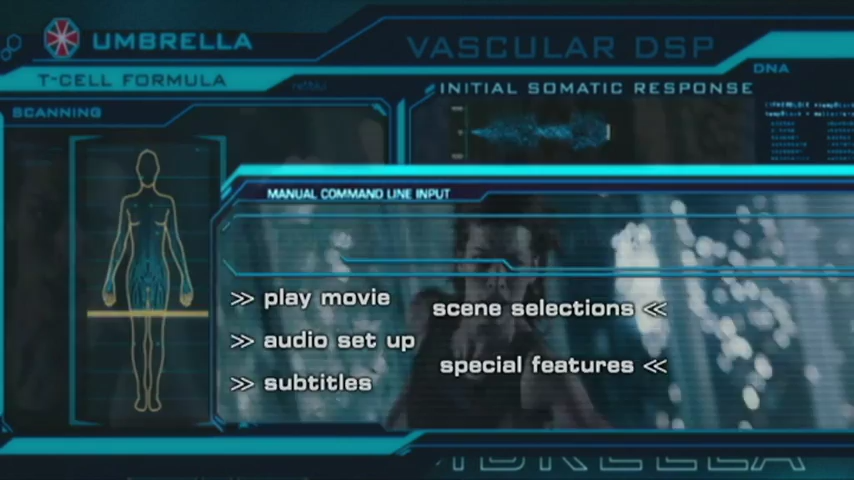 UMBRELLA
VASCULAR DSP
T-CELL FORMULA
DNA
INITIAL SOMATIC RESPONSE
SCANNING
MANUAL COMMAND LINE INPUT
>> play movie
scene selections <<
>> audio set up
special features <<
>> subtitles
UMBRELLA